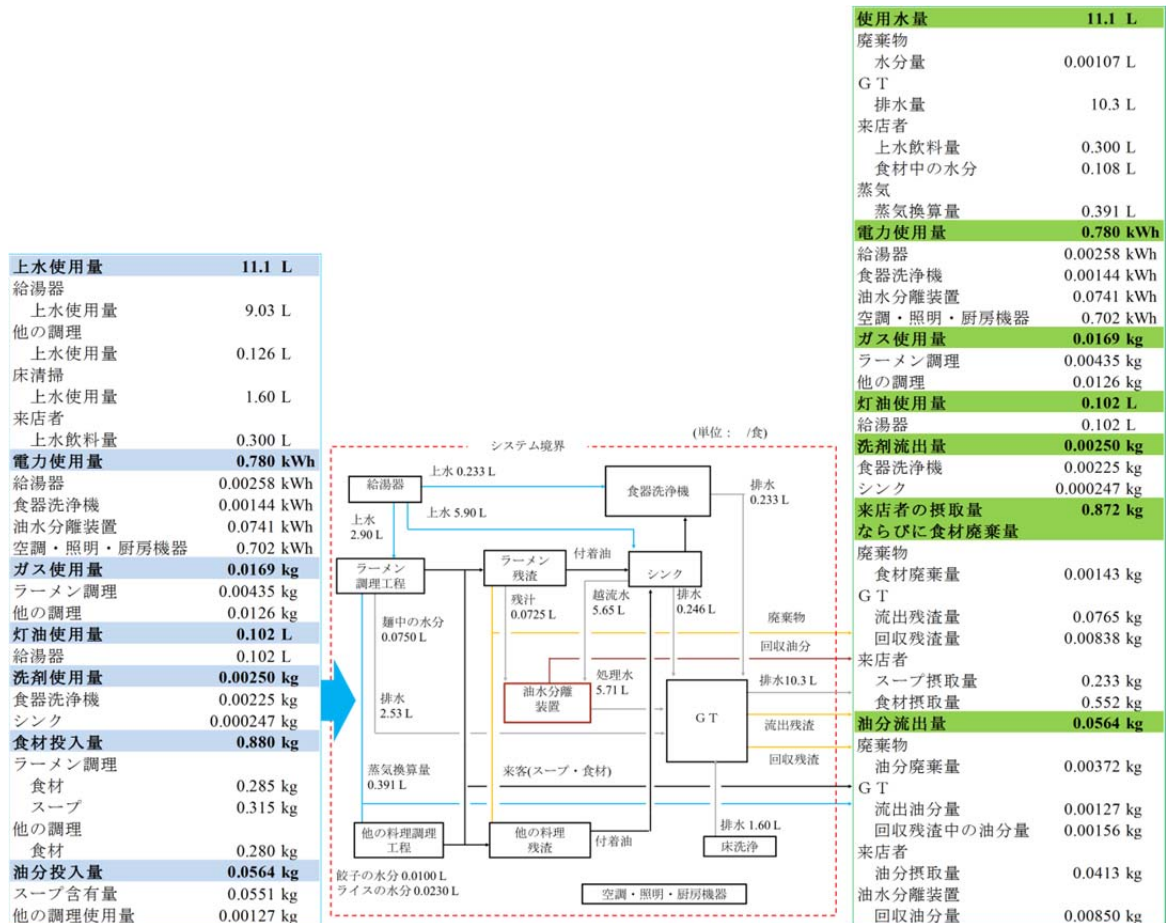 上水使用量 11.1 L
給湯器
上水使用量 9.03 L
他の調理
上水使用量 0.126 L
床清掃
上水使用量 1.60 L
来店者
上水飲料量 0.300 L
電力使用量 0.780 kWh
給湯器 0.00258 kWh
食器洗浄機 0.00144 kWh
油水分離装置 0.0741 kWh
空調・照明・厨房機器 0.702 kWh
ガス使用量 0.0169 kg
ラーメン調理 0.00435 kg
他の調理 0.0126 kg
灯油使用量 0.102 L
給湯器 0.102 L
洗剤使用量 0.00250 kg
食器洗浄機 0.00225 kg
シンク 0.000247 kg
食材投入量 0.880 kg
ラーメン調理
食材 0.285 kg
スープ 0.315 kg
他の調理
食材 0.280 kg
油分投入量 0.0564 kg
スープ含有量 0.0551 kg
他の調理使用量 0.00127 kg
(単位： /食)
システム境界
給湯器
上水 0.233 L
食器洗浄機
排水
0.233 L
上水 5.90 L
上水
2.90 L
ラーメン
調理工程
ラーメン
残渣
付着油
シンク
残汁
0.0725 L
越流水
5.65 L
排水
0.246 L
麺中の水分
0.0750 L
廃棄物
回収油分
油水分離
装置
処理水
5.71 L
GT
排水10.3 L
排水
2.53 L
流出残渣
回収残渣
蒸気換算量
0.391 L
来客(スープ・食材)
他の料理調理
工程
他の料理
残渣
付着油
排水 1.60 L
床洗浄
餃子の水分 0.0100 L
ライスの水分 0.0230 L
空調・照明・厨房機器
使用水量 11.1 L
廃棄物
水分量 0.00107 L
GT
排水量 10.3 L
来店者
上水飲料量 0.300 L
食材中の水分 0.108 L
蒸気
蒸気換算量 0.391 L
電力使用量 0.780 kWh
給湯器 0.00258 kWh
食器洗浄機 0.00144 kWh
油水分離装置 0.0741 kWh
空調・照明・厨房機器 0.702 kWh
ガス使用量 0.0169 kg
ラーメン調理 0.00435 kg
他の調理 0.0126 kg
灯油使用量 0.102 L
給湯器 0.102 L
洗剤流出量 0.00250 kg
食器洗浄機 0.00225 kg
シンク 0.000247 kg
来店者の摂取量 0.872 kg
ならびに食材廃棄量
廃棄物
食材廃棄量 0.00143 kg
GT
流出残渣量 0.0765 kg
回収残渣量 0.00838 kg
来店者
スープ摂取量 0.233 kg
食材摂取量 0.552 kg
油分流出量 0.0564 kg
廃棄物
油分廃棄量 0.00372 kg
GT
流出油分量 0.00127 kg
回収残渣中の油分量 0.00156 kg
来店者
油分摂取量 0.0413 kg
油水分離装置
回収油分量 0.00850 kg